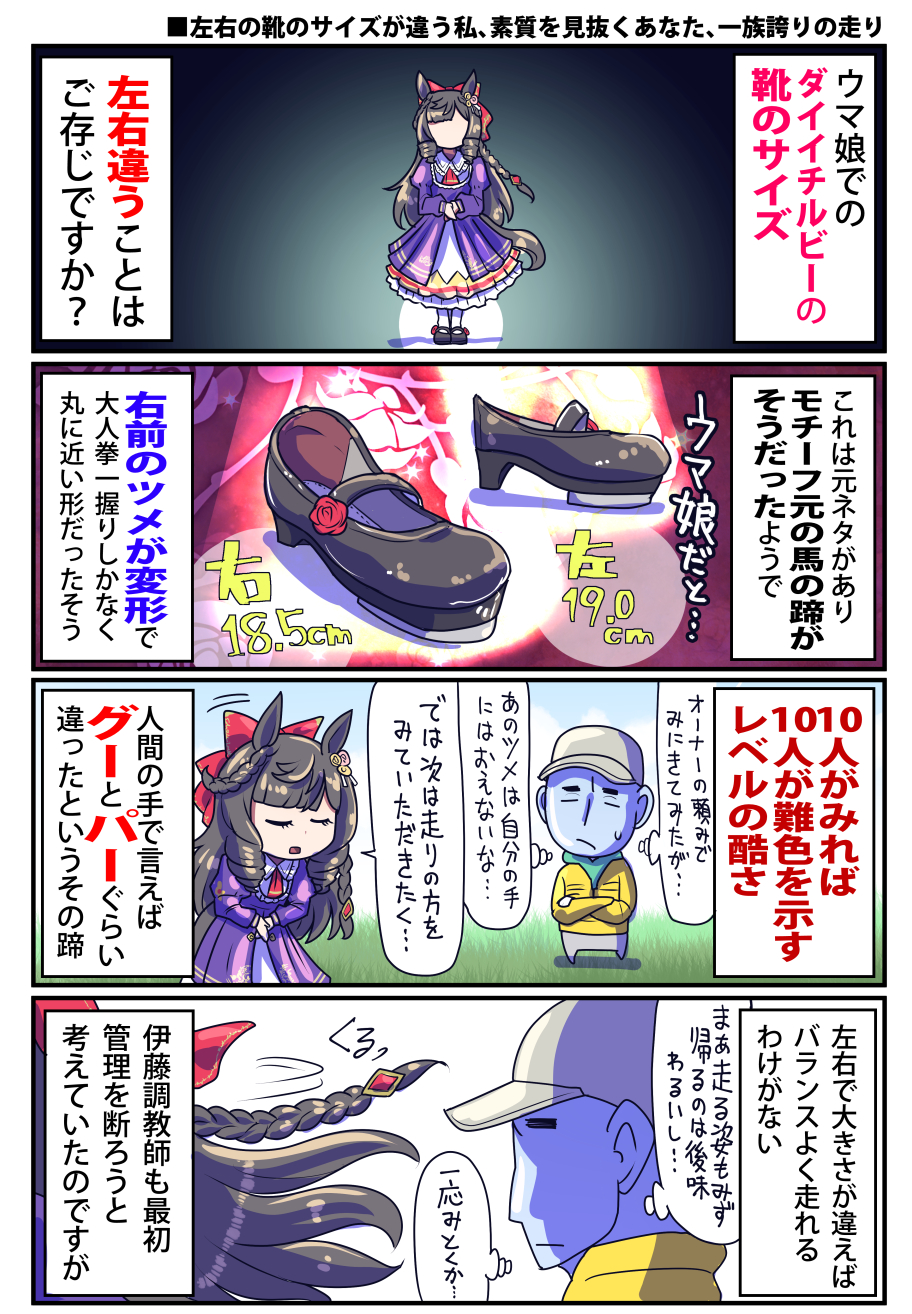 ■左右の靴のサイズが違う私、素質を見抜くあなた、一族誇りの走り
ウマ娘での
ダイイチルビーの
靴のサイズ
左右違うことは
ご存じですか?
これは元ネタがあり
モチーフ元の馬の蹄が
そうだったようで
ウマ娘だと…
左
19.0
cm
右
18.5cm
右前のツメが変形で
大人拳一握りしかなく
丸に近い形だったそう
10人がみれば
10人が難色を示す
レベルの酷さ
オーナーの頼みで
みにきてみたが…
あのツメは自分の手
にはおえないな…
では次は走りの方を
みていただきたく…
人間の手で言えば
グーとパーぐらい
違ったというその蹄
左右で大きさが違えば
バランスよく走れる
わけがない
まぁ走る姿もみず
帰るのは後味
わるいし…
一応みとくか…
くるっ
伊藤調教師も最初
管理を断ろうと
考えていたのですが